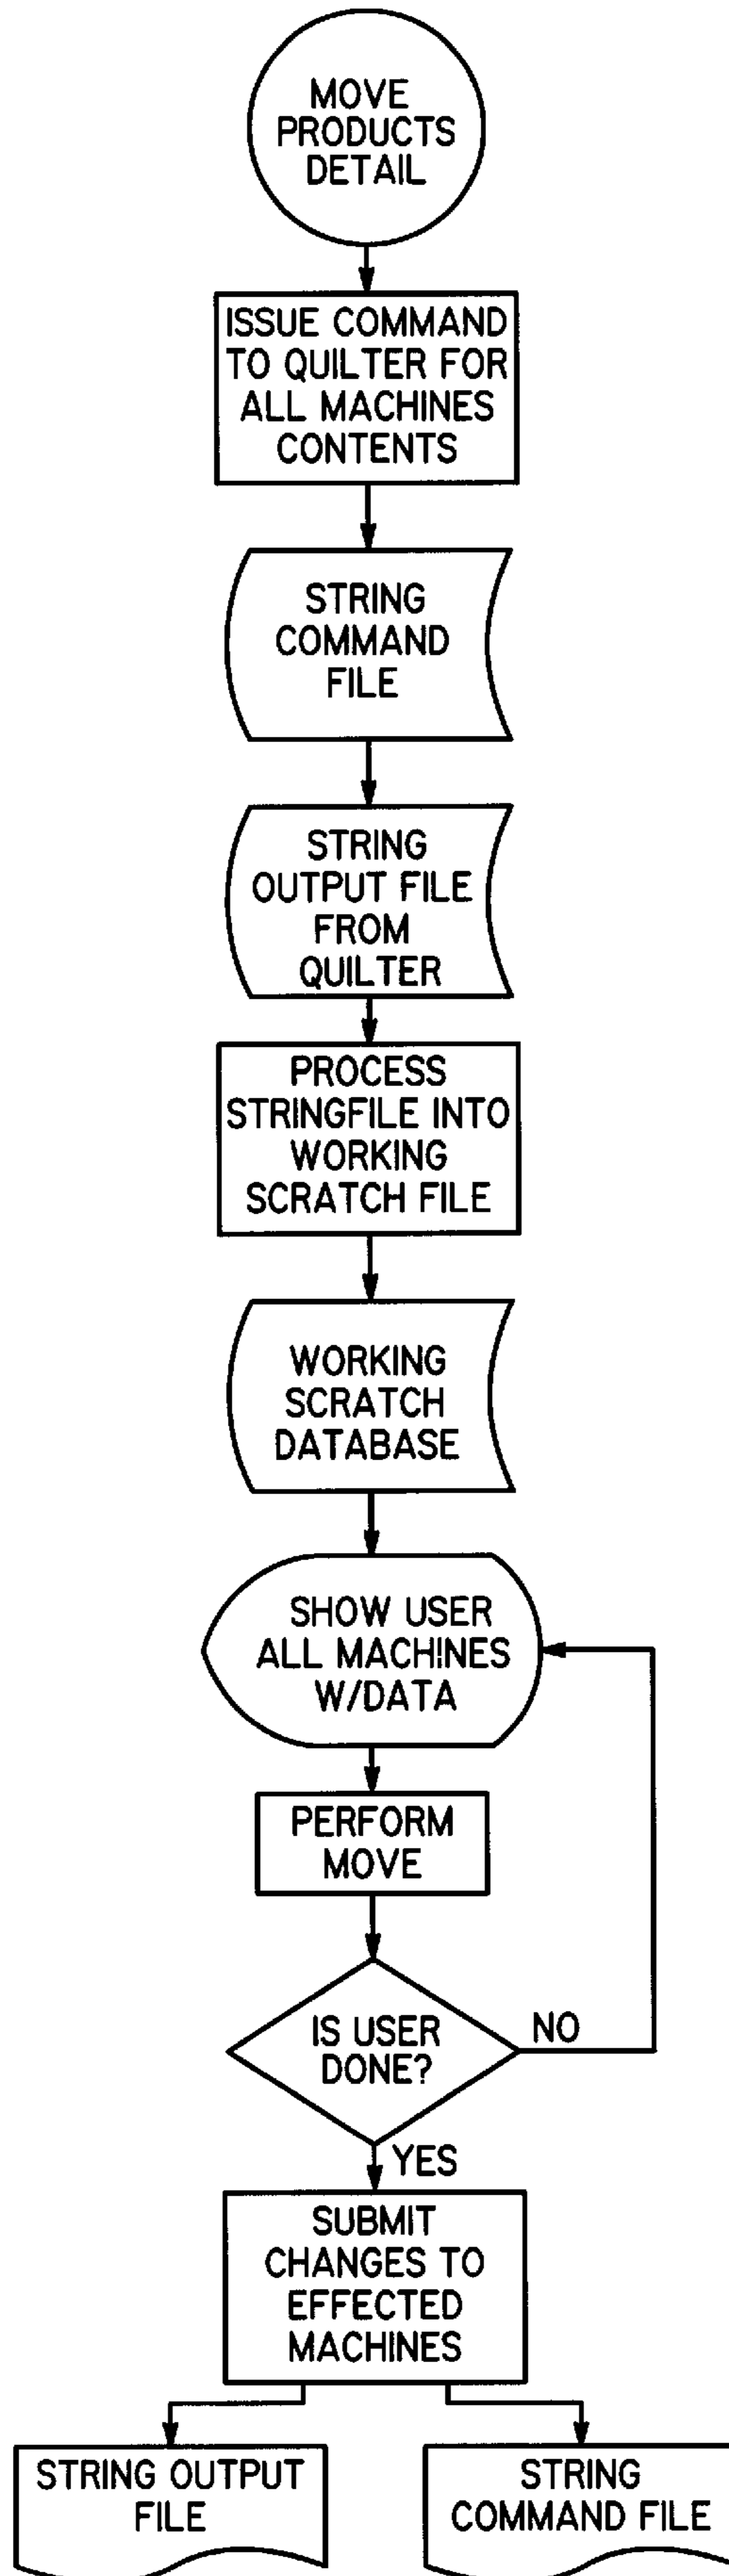 MOVE
PRODUCTS
DETAIL
ISSUE COMMAND
TO QUILTER FOR
ALL MACHINES
CONTENTS
STRING
COMMAND
FILE
STRING
OUTPUT FILE
FROM
QUILTER
PROCESS
STRINGFILE INTO
WORKING
SCRATCH FILE
WORKING
SCRATCH
DATABASE
SHOW USER
ALL MACHINES
W/DATA
PERFORM
MOVE
IS USER
DONE?
NO
YES
SUBMIT
CHANGES TO
EFFECTED
MACHINES
STRING OUTPUT
FILE
STRING
COMMAND FILE